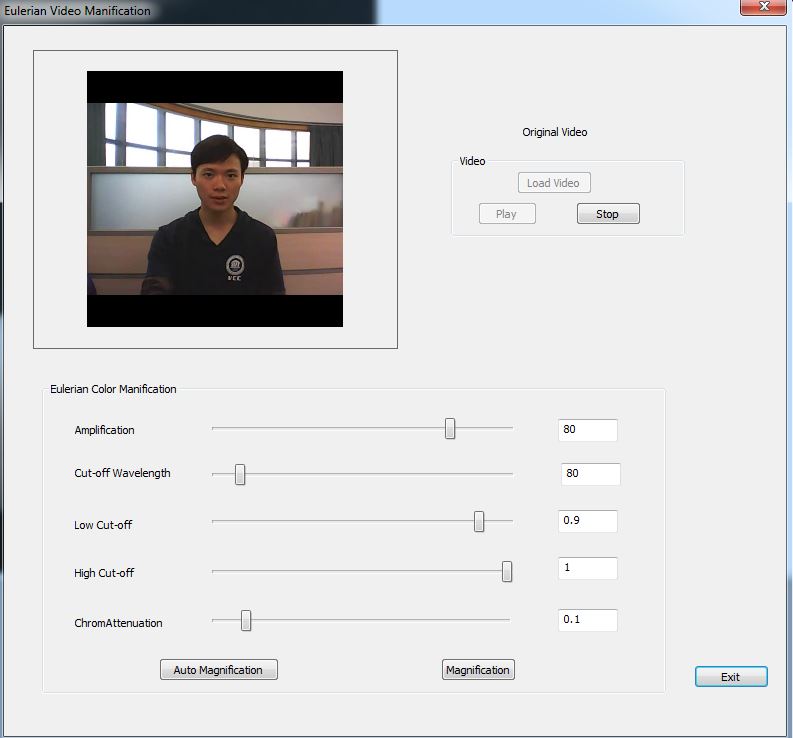 Eulerian Video Manification
Original Video
Video
Load Video
Play
Stop
VCC
Eulerian Color Manification
Amplification
80
Cut-off Wavelength
80
Low Cut-off
0.9
High Cut-off
1
ChromAttenuation
0.1
Auto Magnification
Magnification
Exit